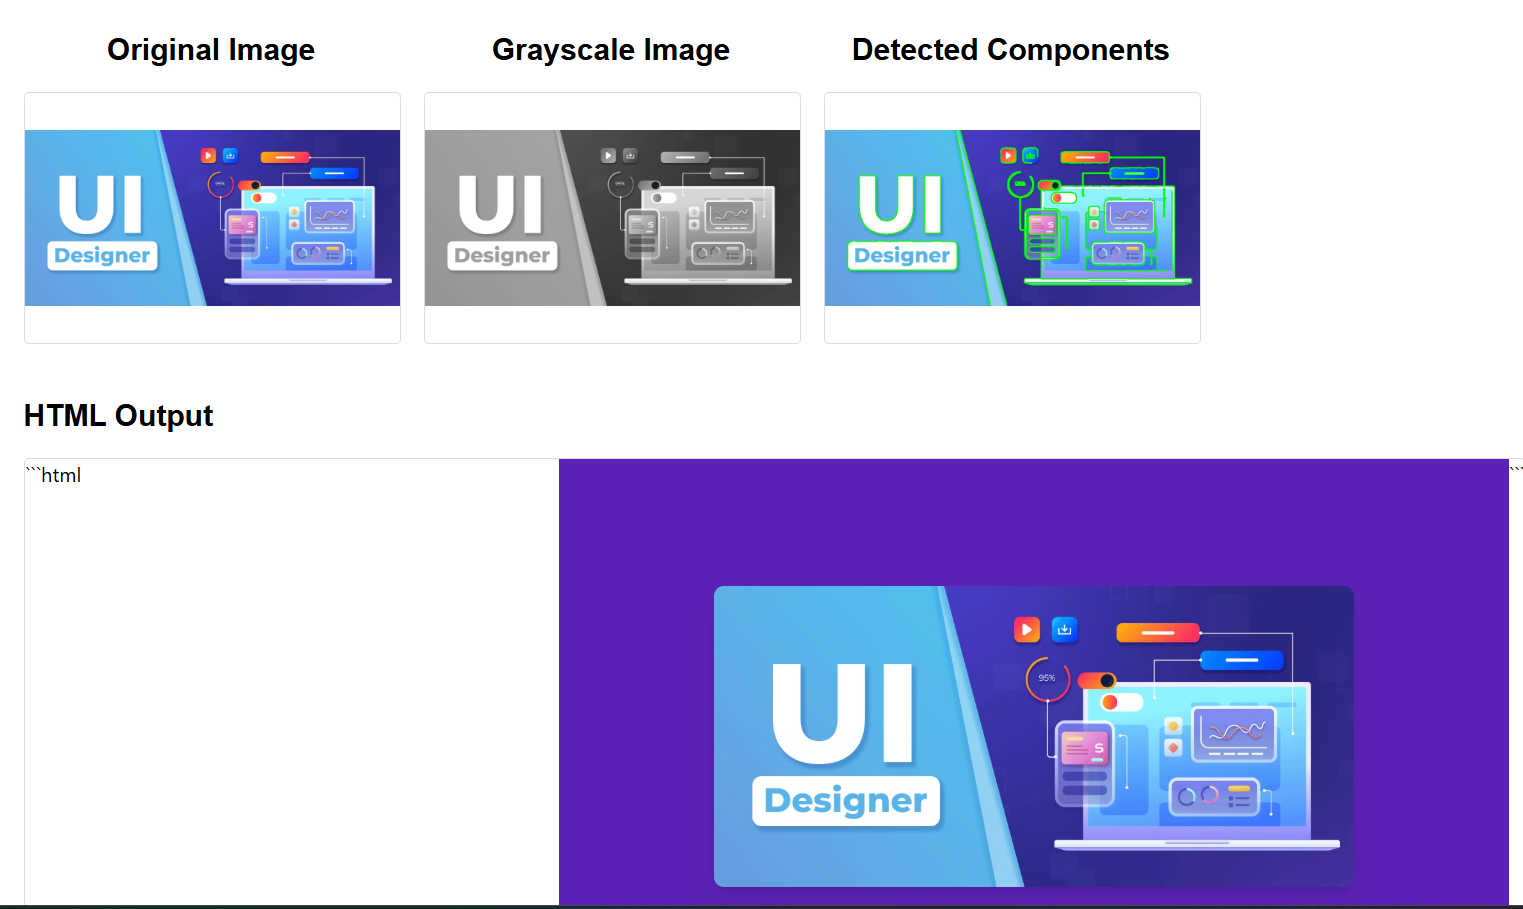 Original Image
Grayscale Image
Detected Components
UI
Designer
S
UI
Designer
S
UI
Designer
HTML Output
```html
```
UI
Designer
95%
S